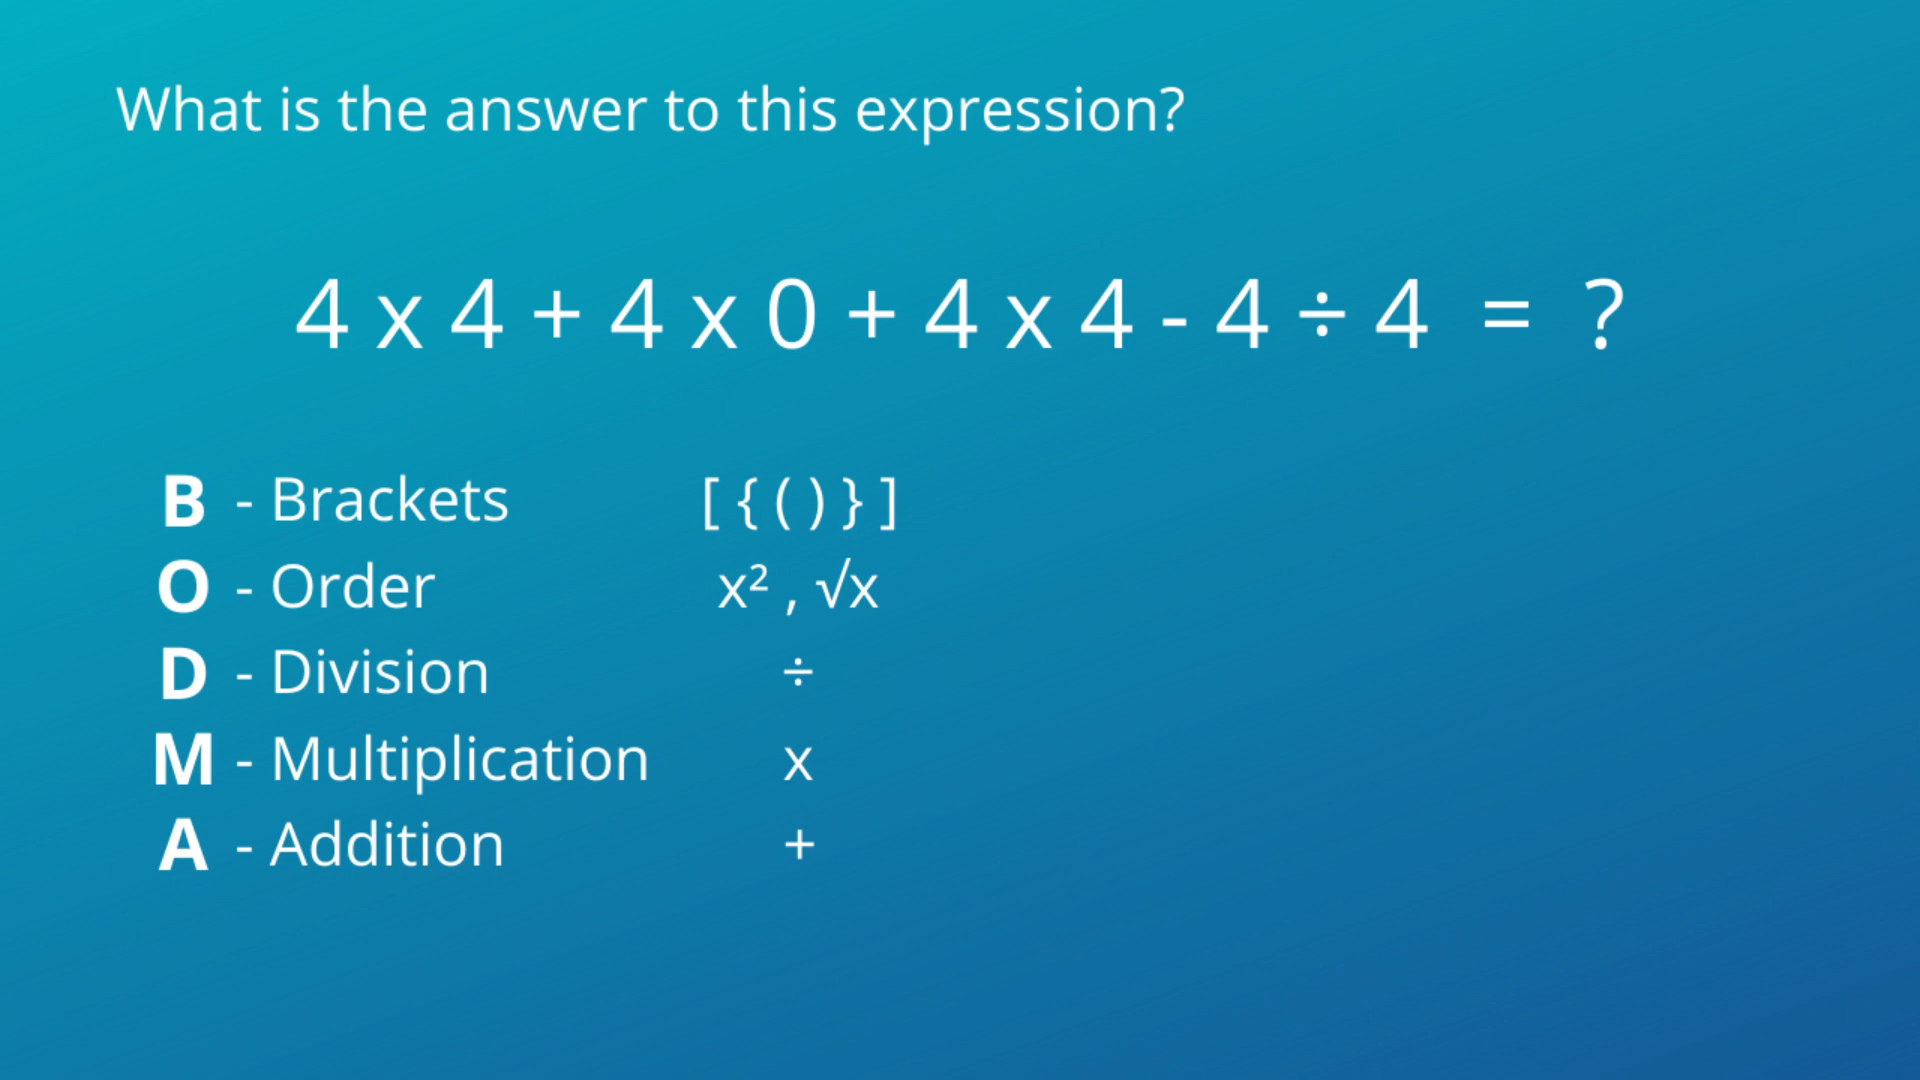 What is the answer to this expression?
4 x 4 + 4 x 0 + 4 x 4 - 4 ÷ 4 = ?
B - Brackets [ { ( ) } ]
O - Order x² , √x
D - Division ÷
M - Multiplication x
A - Addition +